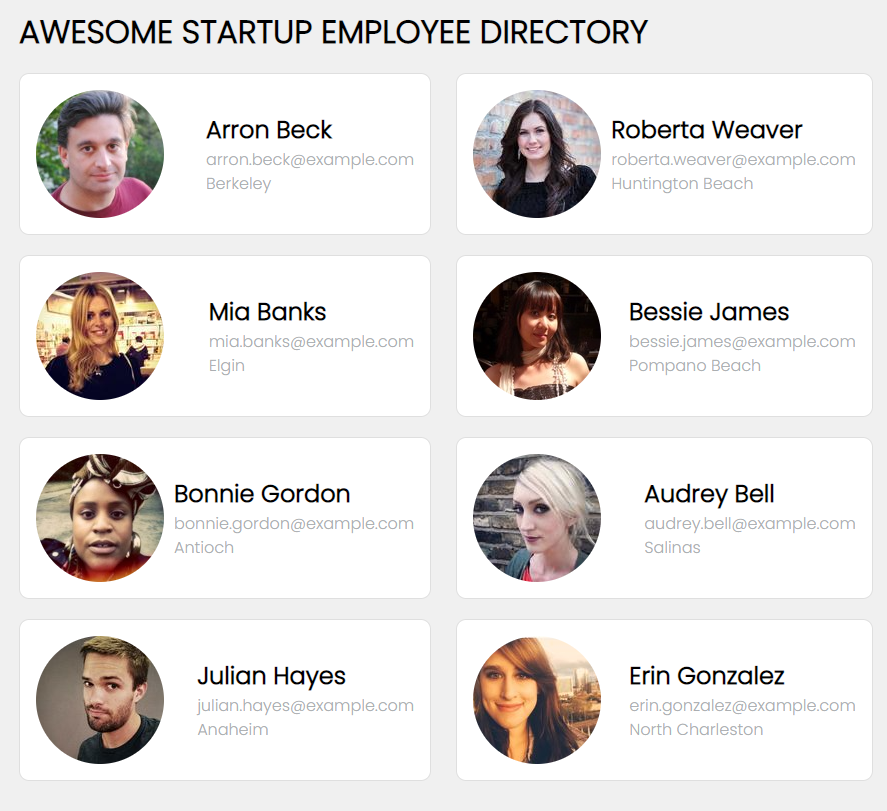 AWESOME STARTUP EMPLOYEE DIRECTORY
Arron Beck
arron.beck@example.com
Berkeley
Roberta Weaver
roberta.weaver@example.com
Huntington Beach
Mia Banks
mia.banks@example.com
Elgin
Bessie James
bessie.james@example.com
Pompano Beach
Bonnie Gordon
bonnie.gordon@example.com
Antioch
Audrey Bell
audrey.bell@example.com
Salinas
Julian Hayes
julian.hayes@example.com
Anaheim
Erin Gonzalez
erin.gonzalez@example.com
North Charleston